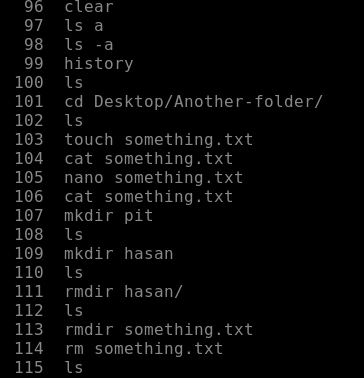 96 clear
97 ls a
98 ls -a
99 history
100 ls
101 cd Desktop/Another-folder/
102 ls
103 touch something.txt
104 cat something.txt
105 nano something.txt
106 cat something.txt
107 mkdir pit
108 ls
109 mkdir hasan
110 ls
111 rmdir hasan/
112 ls
113 rmdir something.txt
114 rm something.txt
115 ls